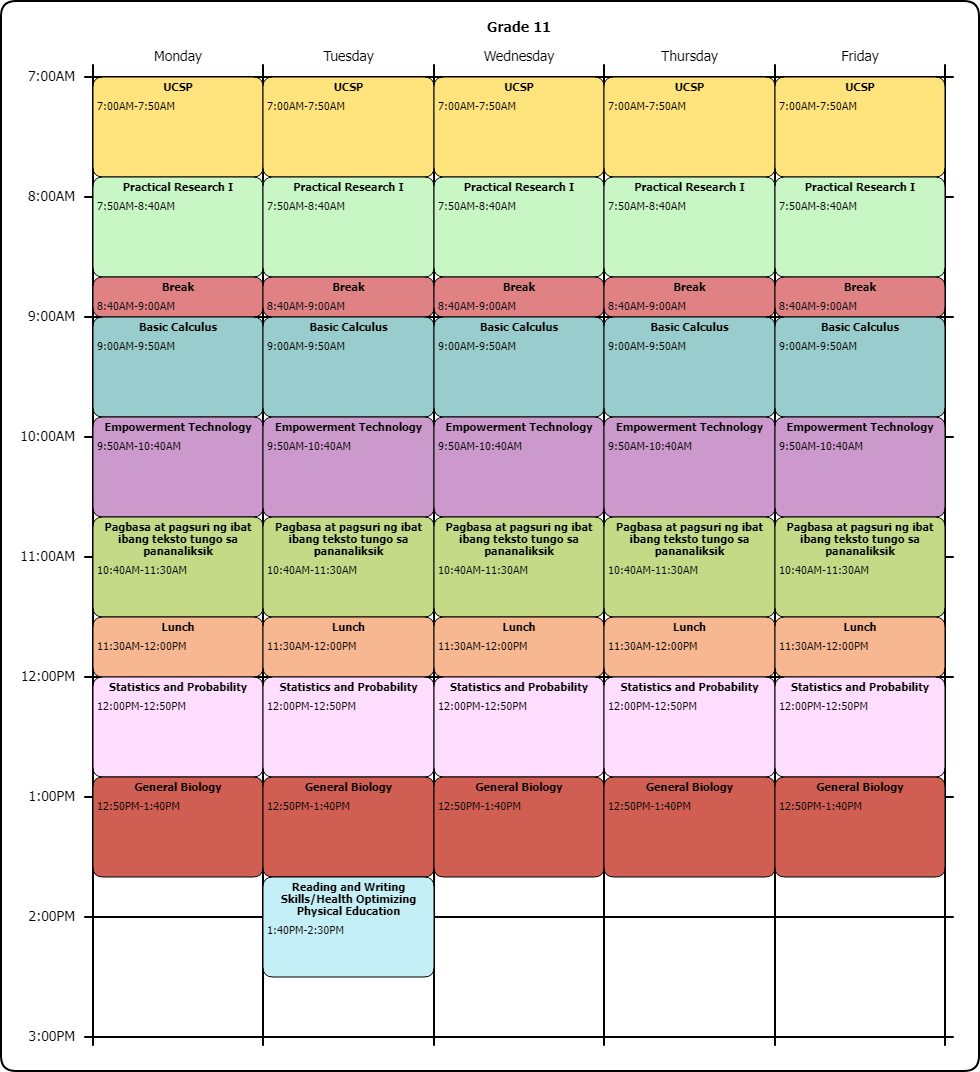 Grade 11
Monday Tuesday Wednesday Thursday Friday
7:00AM
UCSP UCSP UCSP UCSP UCSP
7:00AM-7:50AM 7:00AM-7:50AM 7:00AM-7:50AM 7:00AM-7:50AM 7:00AM-7:50AM
Practical Research I Practical Research I Practical Research I Practical Research I Practical Research I
8:00AM
7:50AM-8:40AM 7:50AM-8:40AM 7:50AM-8:40AM 7:50AM-8:40AM 7:50AM-8:40AM
Break Break Break Break Break
8:40AM-9:00AM 8:40AM-9:00AM 8:40AM-9:00AM 8:40AM-9:00AM 8:40AM-9:00AM
9:00AM
Basic Calculus Basic Calculus Basic Calculus Basic Calculus Basic Calculus
9:00AM-9:50AM 9:00AM-9:50AM 9:00AM-9:50AM 9:00AM-9:50AM 9:00AM-9:50AM
Empowerment Technology Empowerment Technology Empowerment Technology Empowerment Technology Empowerment Technology
10:00AM
9:50AM-10:40AM 9:50AM-10:40AM 9:50AM-10:40AM 9:50AM-10:40AM 9:50AM-10:40AM
Pagbasa at pagsuri ng ibat Pagbasa at pagsuri ng ibat Pagbasa at pagsuri ng ibat Pagbasa at pagsuri ng ibat Pagbasa at pagsuri ng ibat
ibang teksto tungo sa ibang teksto tungo sa ibang teksto tungo sa ibang teksto tungo sa ibang teksto tungo sa
pananaliksik pananaliksik pananaliksik pananaliksik pananaliksik
11:00AM
10:40AM-11:30AM 10:40AM-11:30AM 10:40AM-11:30AM 10:40AM-11:30AM 10:40AM-11:30AM
Lunch Lunch Lunch Lunch Lunch
11:30AM-12:00PM 11:30AM-12:00PM 11:30AM-12:00PM 11:30AM-12:00PM 11:30AM-12:00PM
12:00PM
Statistics and Probability Statistics and Probability Statistics and Probability Statistics and Probability Statistics and Probability
12:00PM-12:50PM 12:00PM-12:50PM 12:00PM-12:50PM 12:00PM-12:50PM 12:00PM-12:50PM
General Biology General Biology General Biology General Biology General Biology
1:00PM
12:50PM-1:40PM 12:50PM-1:40PM 12:50PM-1:40PM 12:50PM-1:40PM 12:50PM-1:40PM
Reading and Writing
Skills/Health Optimizing
Physical Education
2:00PM
1:40PM-2:30PM
3:00PM